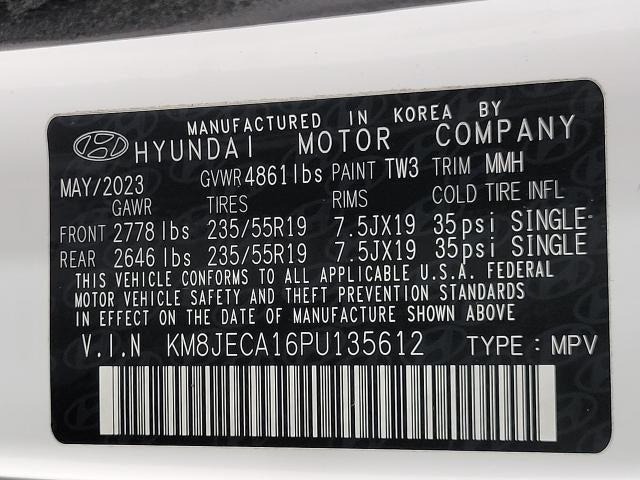 MANUFACTURED IN KOREA BY
HYUNDAI MOTOR COMPANY
MAY/2023 GVWR 4861lbs PAINT TW3 TRIM MMH
GAWR TIRES RIMS COLD TIRE INFL
FRONT 2778 lbs 235/55R19 7.5JX19 35psi SINGLE
REAR 2646 lbs 235/55R19 7.5JX19 35psi SINGLE
THIS VEHICLE CONFORMS TO ALL APPLICABLE U.S.A. FEDERAL
MOTOR VEHICLE SAFETY AND THEFT PREVENTION STANDARDS
IN EFFECT ON THE DATE OF MANUFACTURE SHOWN ABOVE
V.I.N KM8JECA16PU135612 TYPE : MPV